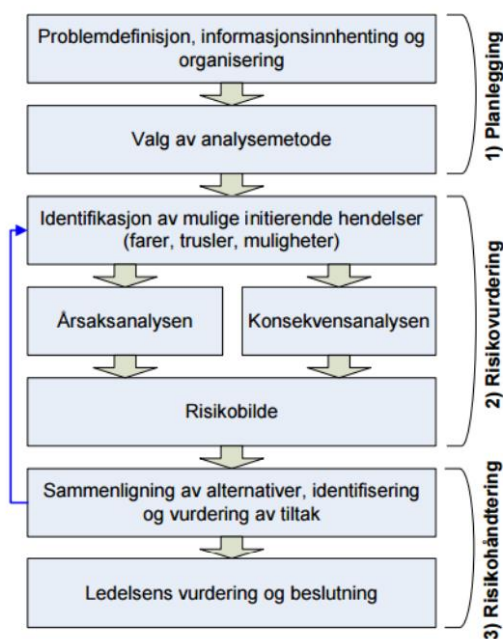 Problemdefinisjon, informasjonsinnhenting og
organisering
Valg av analysemetode
1) Planlegging
Identifikasjon av mulige initierende hendelser
(farer, trusler, muligheter)
Årsaksanalysen
Konsekvensanalysen
Risikobilde
2) Risikovurdering
Sammenligning av alternativer, identifisering
og vurdering av tiltak
Ledelsens vurdering og beslutning
3) Risikohåndtering